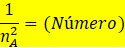 1/n_A^2 = (Número)